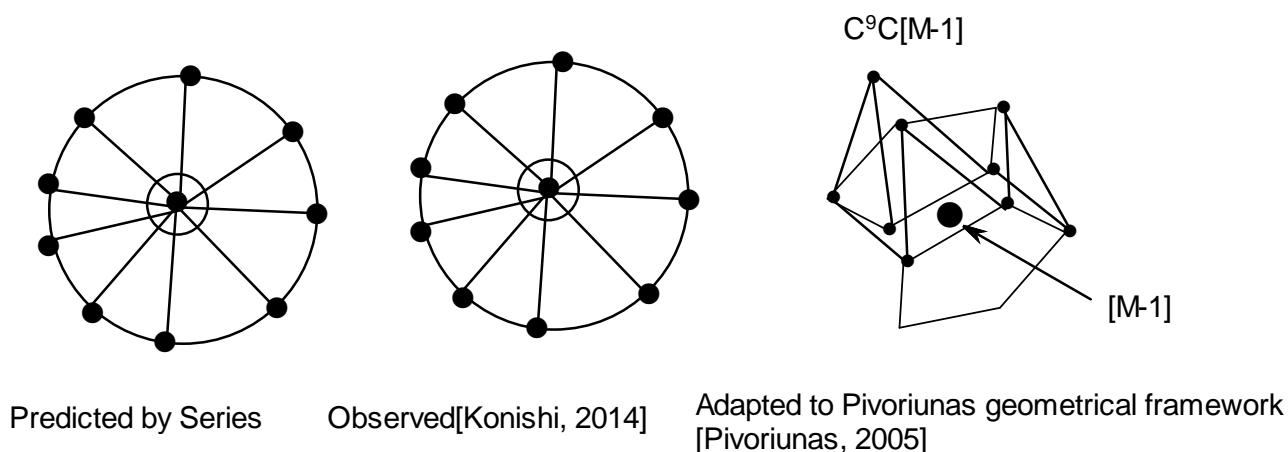 C⁹C[M-1]
[M-1]
Predicted by Series
Observed[Konishi, 2014]
Adapted to Pivoriunas geometrical framework
[Pivoriunas, 2005]